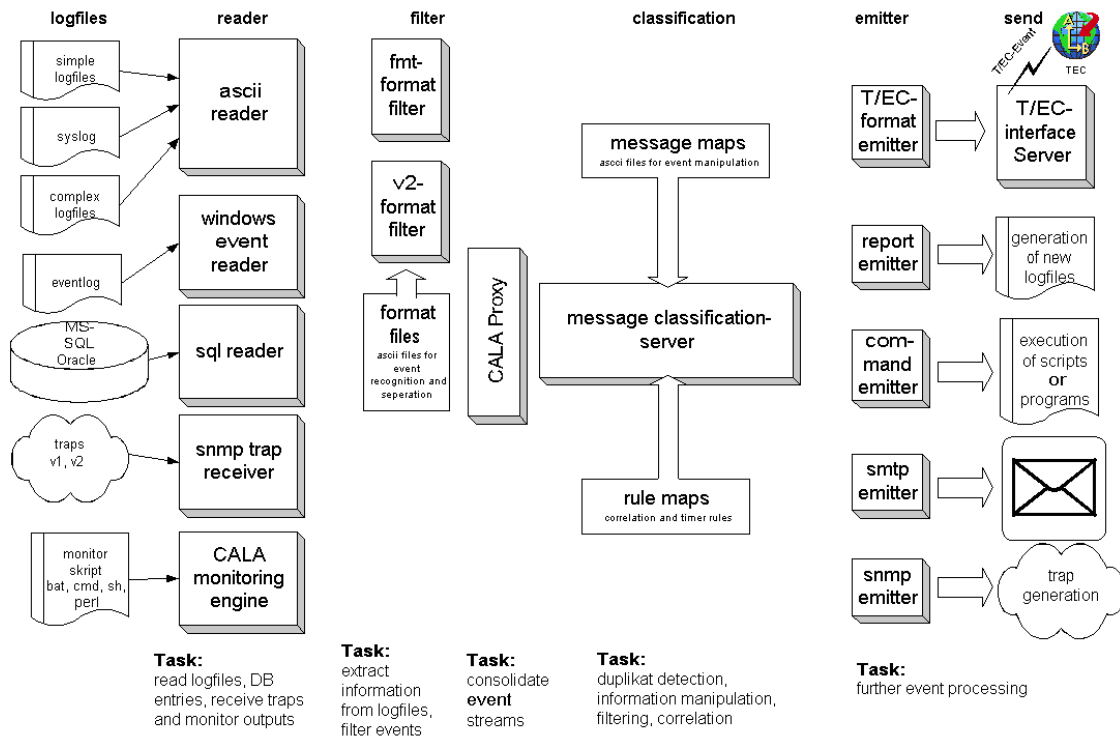 logfiles
reader
filter
classification
emitter
send
simple
logfiles
syslog
complex
logfiles
eventlog
MS-
SQL
Oracle
traps
v1, v2
monitor
skript
bat, cmd, sh,
perl
ascii
reader
windows
event
reader
sql reader
snmp trap
receiver
CALA
monitoring
engine
fmt-
format
filter
v2-
format
filter
format
files
ascii files for
event
recognition and
seperation
CALA Proxy
message maps
ascii files for event manipulation
message classification-
server
rule maps
correlation and timer rules
T/EC-
format
emitter
report
emitter
com-
mand
emitter
smtp
emitter
snmp
emitter
T/EC-Event
A
B
TEC
T/EC-
interface
Server
generation
of new
logfiles
execution
of scripts
or
programs
trap
generation
Task:
read logfiles, DB
entries, receive traps
and monitor outputs
Task:
extract
information
from logfiles,
filter events
Task:
consolidate
event
streams
Task:
duplikat detection,
information manipulation,
filtering, correlation
Task:
further event processing